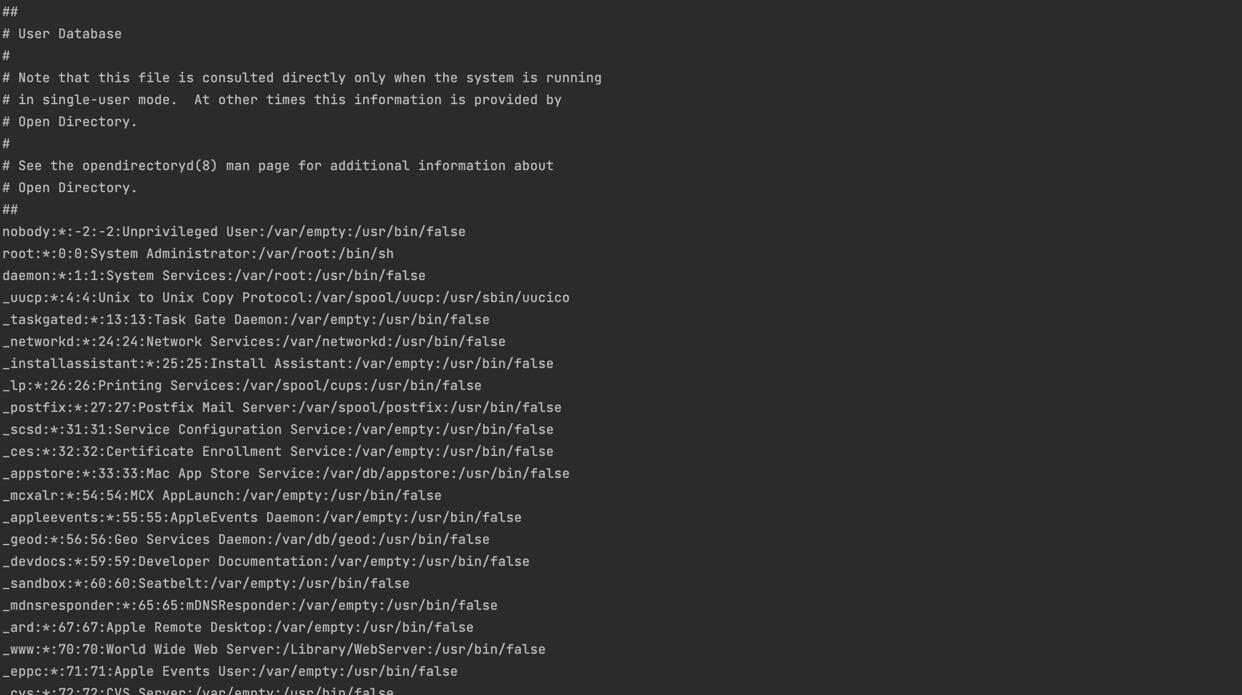 ##
# User Database
#
# Note that this file is consulted directly only when the system is running
# in single-user mode.  At other times this information is provided by
# Open Directory.
#
# See the opendirectoryd(8) man page for additional information about
# Open Directory.
##
nobody:*:-2:-2:Unprivileged User:/var/empty:/usr/bin/false
root:*:0:0:System Administrator:/var/root:/bin/sh
daemon:*:1:1:System Services:/var/root:/usr/bin/false
_uucp:*:4:4:Unix to Unix Copy Protocol:/var/spool/uucp:/usr/sbin/uucico
_taskgated:*:13:13:Task Gate Daemon:/var/empty:/usr/bin/false
_networkd:*:24:24:Network Services:/var/networkd:/usr/bin/false
_installassistant:*:25:25:Install Assistant:/var/empty:/usr/bin/false
_lp:*:26:26:Printing Services:/var/spool/cups:/usr/bin/false
_postfix:*:27:27:Postfix Mail Server:/var/spool/postfix:/usr/bin/false
_scsd:*:31:31:Service Configuration Service:/var/empty:/usr/bin/false
_ces:*:32:32:Certificate Enrollment Service:/var/empty:/usr/bin/false
_appstore:*:33:33:Mac App Store Service:/var/db/appstore:/usr/bin/false
_mcxalr:*:54:54:MCX AppLaunch:/var/empty:/usr/bin/false
_appleevents:*:55:55:AppleEvents Daemon:/var/empty:/usr/bin/false
_geod:*:56:56:Geo Services Daemon:/var/db/geod:/usr/bin/false
_devdocs:*:59:59:Developer Documentation:/var/empty:/usr/bin/false
_sandbox:*:60:60:Seatbelt:/var/empty:/usr/bin/false
_mdnsresponder:*:65:65:mDNSResponder:/var/empty:/usr/bin/false
_ard:*:67:67:Apple Remote Desktop:/var/empty:/usr/bin/false
_www:*:70:70:World Wide Web Server:/Library/WebServer:/usr/bin/false
_eppc:*:71:71:Apple Events User:/var/empty:/usr/bin/false
_cvs:*:72:72:CVS Server:/var/empty:/usr/bin/false